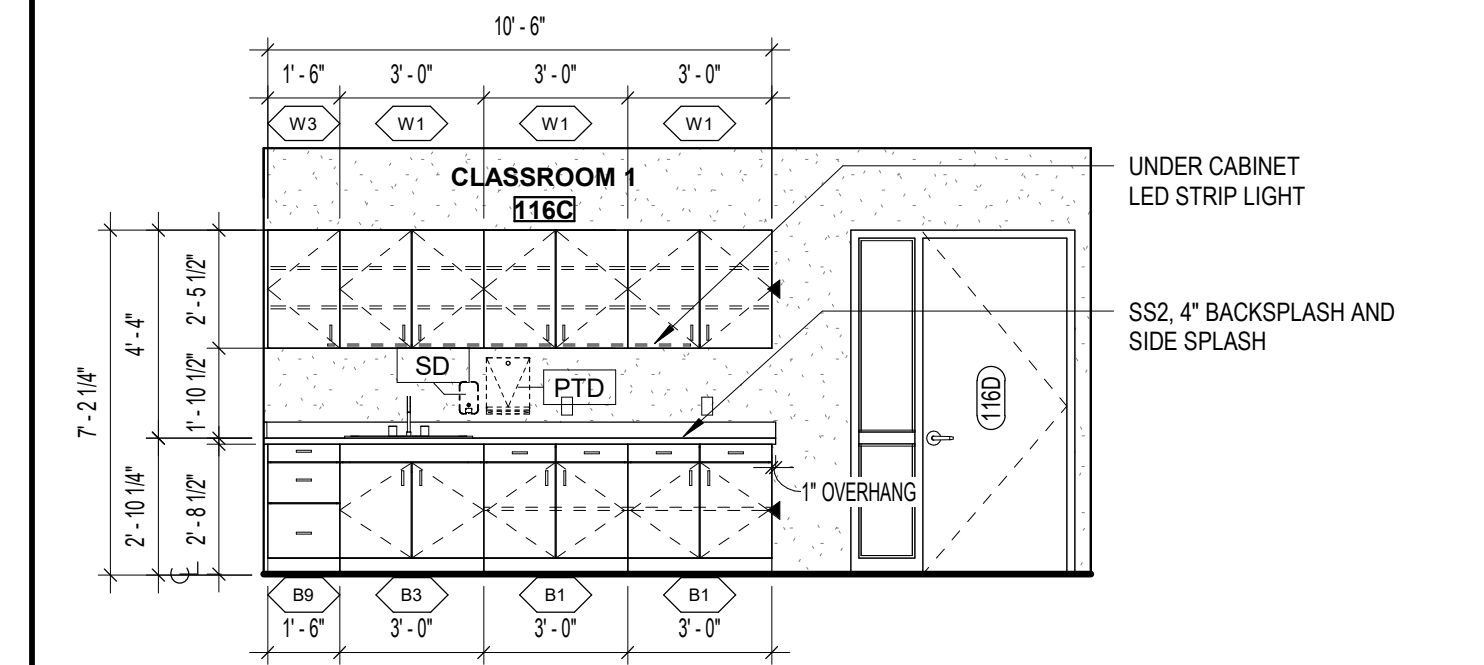 10' - 6"
1' - 6" 3' - 0" 3' - 0" 3' - 0"
W3 W1 W1 W1
CLASSROOM 1
116C
UNDER CABINET
LED STRIP LIGHT
SS2, 4" BACKSPLASH AND
SIDE SPLASH
7' - 2 1/4"
4' - 4"
2' - 5 1/2"
1' - 10 1/2"
2' - 10 1/4"
2' - 8 1/2"
CL
SD
PTD
116D
1" OVERHANG
B9 B3 B1 B1
1' - 6" 3' - 0" 3' - 0" 3' - 0"